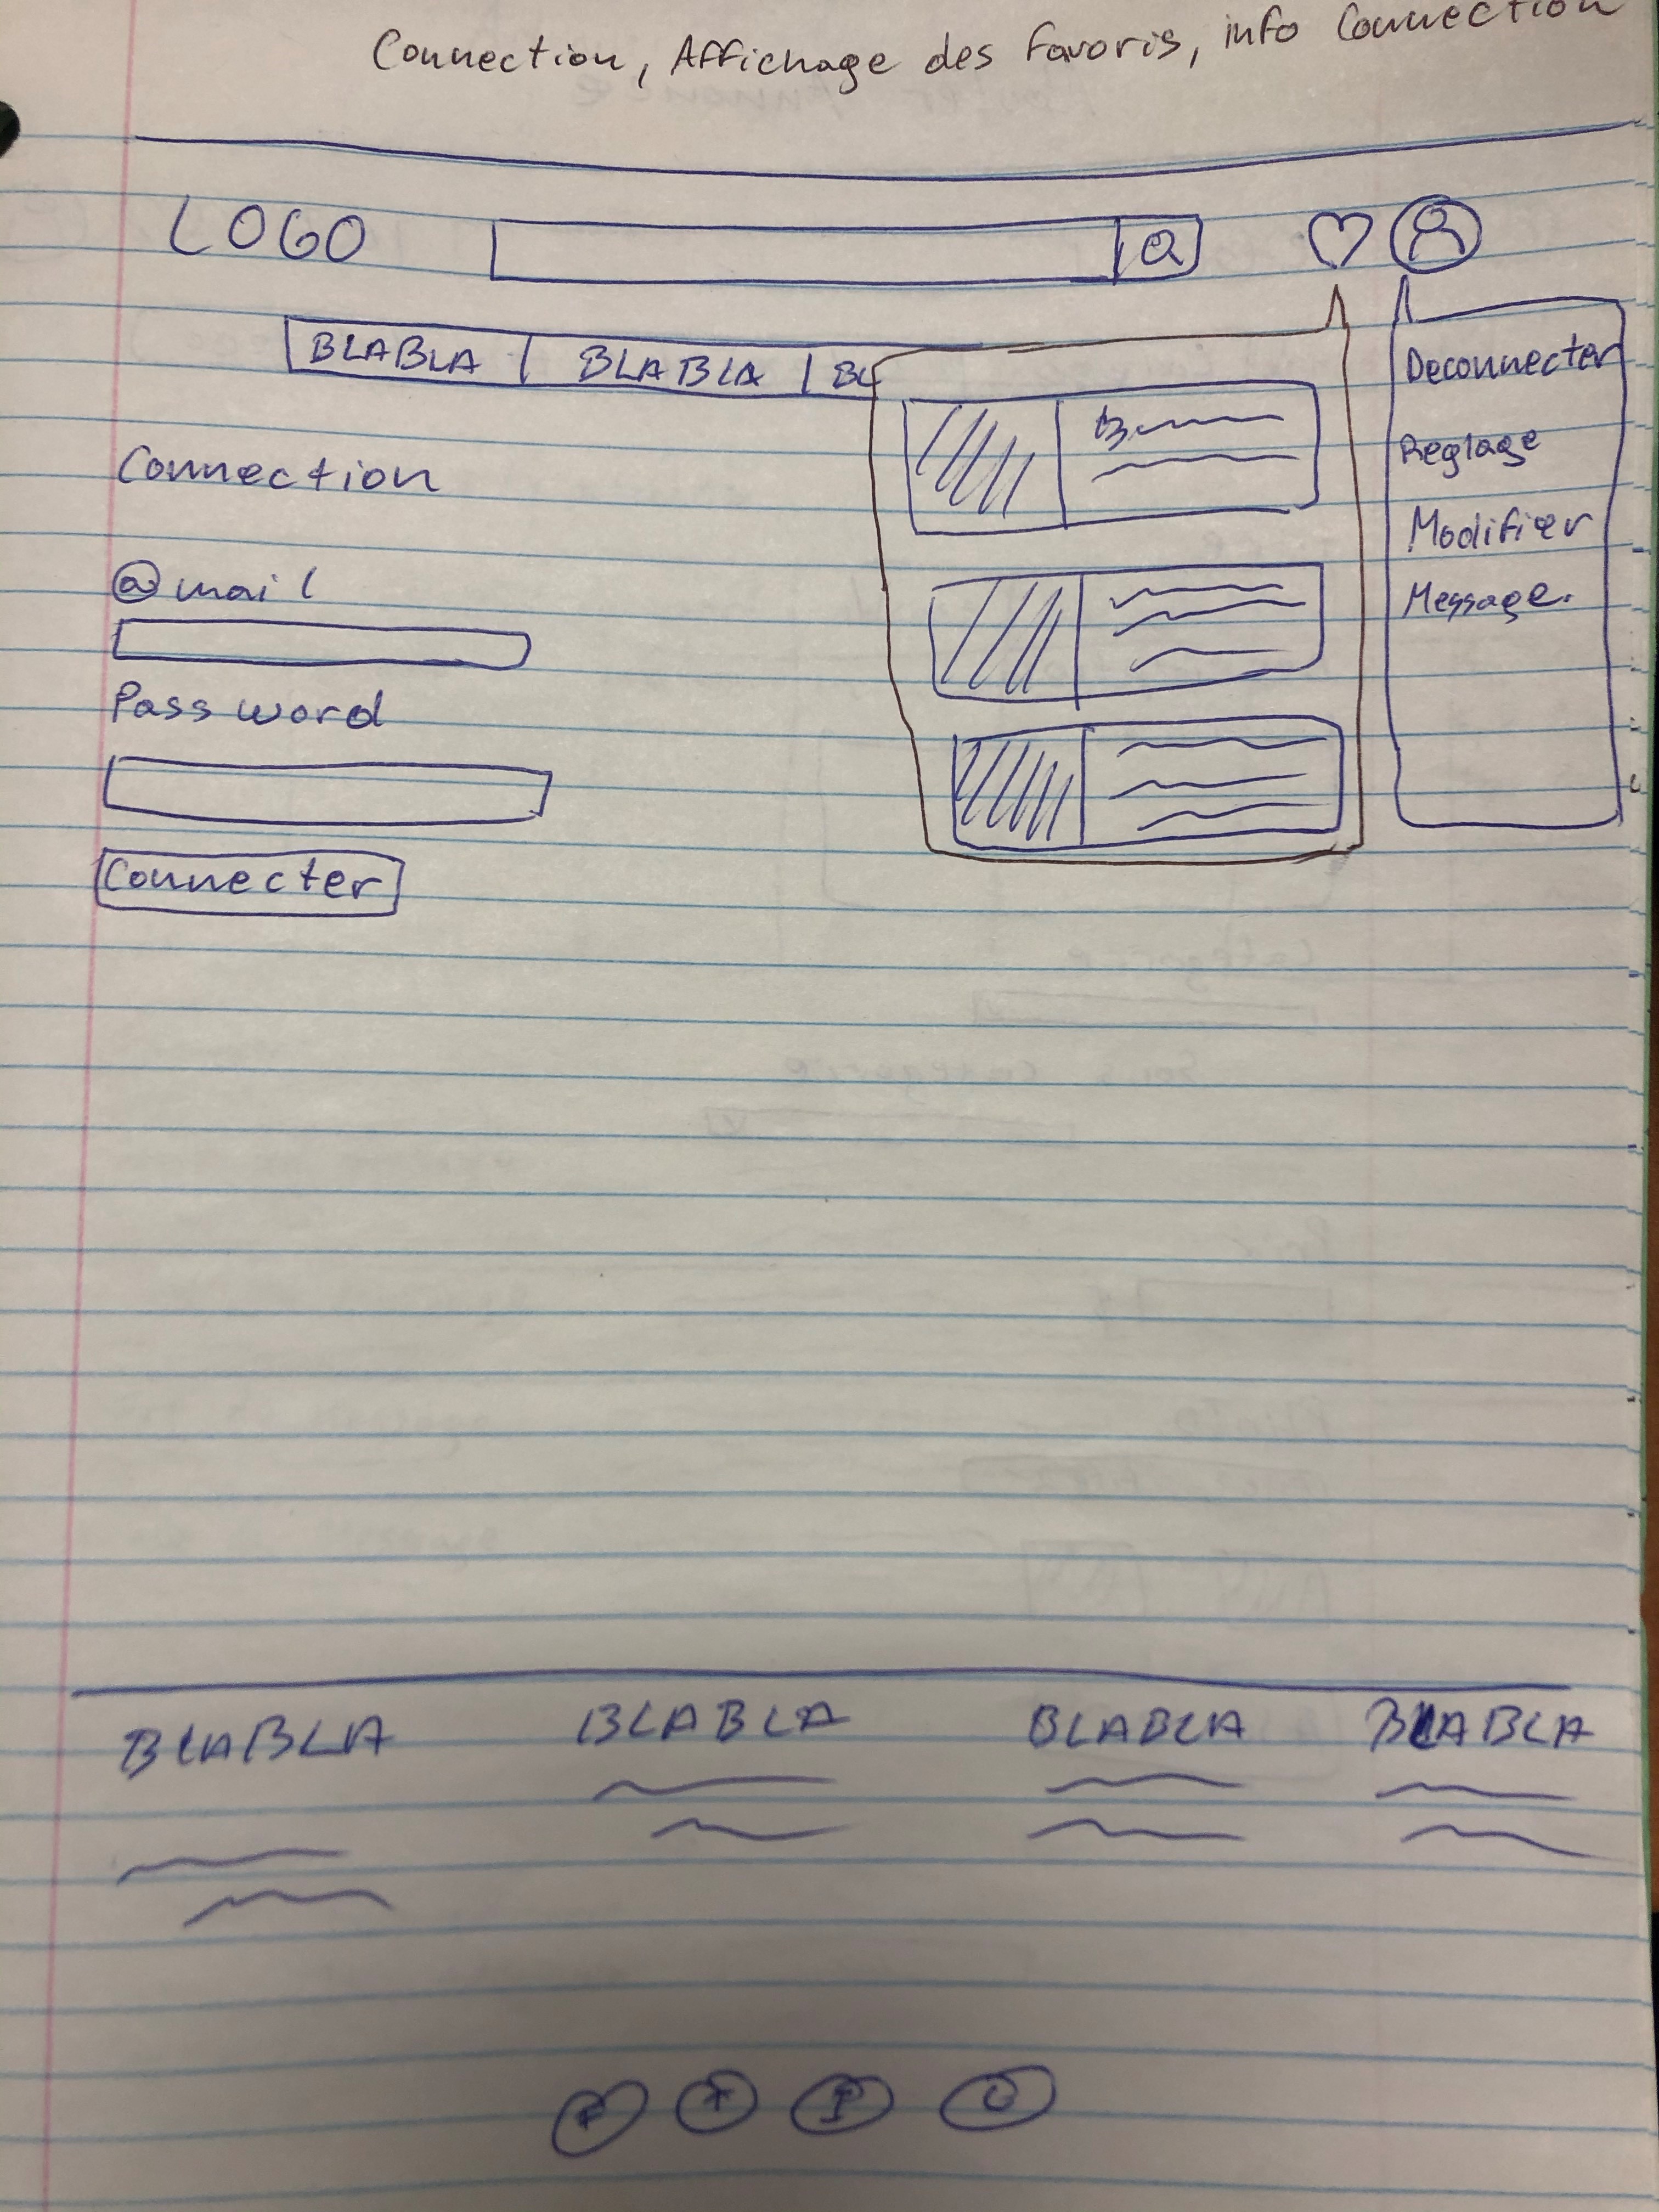 Connection, Affichage des favoris, info Connection
LOGO
BLABLA BLABLA BL
Deconnecter
Reglage
Modifier
Message.
Connection
@mail
Password
Connecter
BLABLA BLABLA BLABLA BLABLA